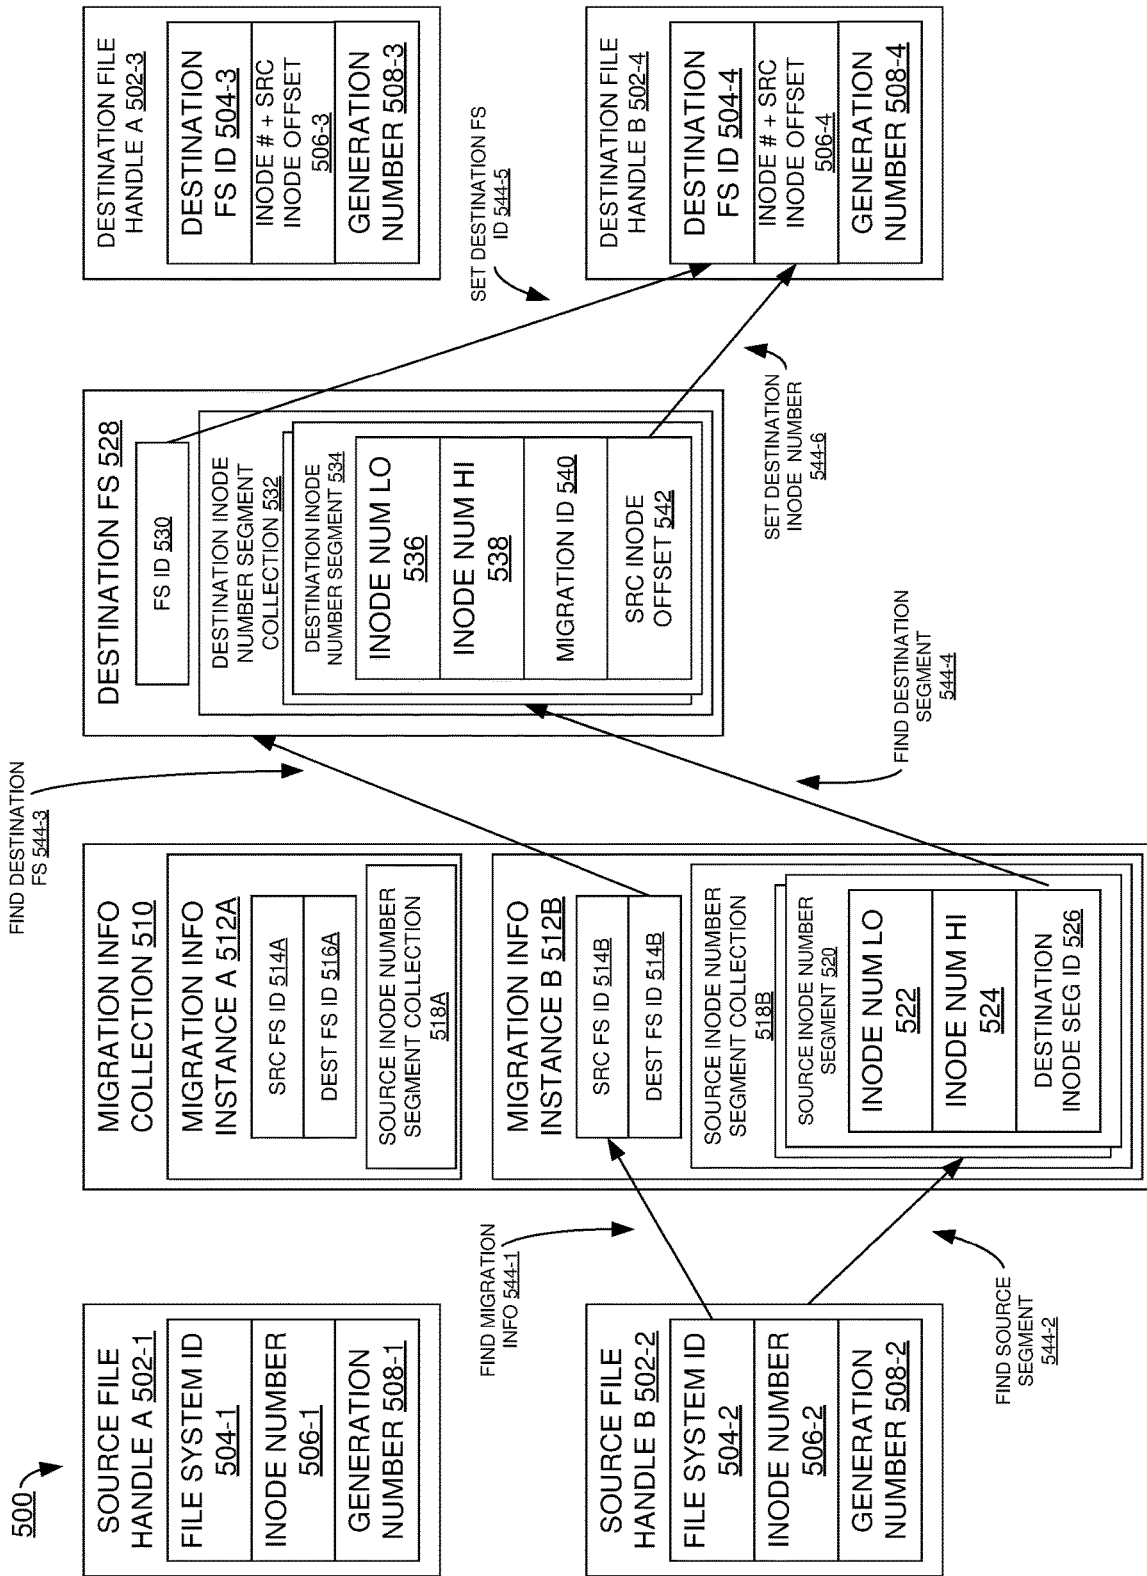 500
SOURCE FILE
HANDLE A 502-1
FILE SYSTEM ID
504-1
INODE NUMBER
506-1
GENERATION
NUMBER 508-1
SOURCE FILE
HANDLE B 502-2
FILE SYSTEM ID
504-2
INODE NUMBER
506-2
GENERATION
NUMBER 508-2
FIND MIGRATION
INFO 544-1
FIND SOURCE
SEGMENT
544-2
MIGRATION INFO
COLLECTION 510
MIGRATION INFO
INSTANCE A 512A
SRC FS ID 514A
DEST FS ID 516A
SOURCE INODE NUMBER
SEGMENT COLLECTION
518A
MIGRATION INFO
INSTANCE B 512B
SRC FS ID 514B
DEST FS ID 514B
SOURCE INODE NUMBER
SEGMENT COLLECTION
518B
SOURCE INODE NUMBER
SEGMENT 520
INODE NUM LO
522
INODE NUM HI
524
DESTINATION
INODE SEG ID 526
FIND DESTINATION
FS 544-3
FIND DESTINATION
SEGMENT
544-4
DESTINATION FS 528
FS ID 530
DESTINATION INODE
NUMBER SEGMENT
COLLECTION 532
DESTINATION INODE
NUMBER SEGMENT 534
INODE NUM LO
536
INODE NUM HI
538
MIGRATION ID 540
SRC INODE
OFFSET 542
SET DESTINATION FS
ID 544-5
SET DESTINATION
INODE NUMBER
544-6
DESTINATION FILE
HANDLE A 502-3
DESTINATION
FS ID 504-3
INODE # + SRC
INODE OFFSET
506-3
GENERATION
NUMBER 508-3
DESTINATION FILE
HANDLE B 502-4
DESTINATION
FS ID 504-4
INODE # + SRC
INODE OFFSET
506-4
GENERATION
NUMBER 508-4